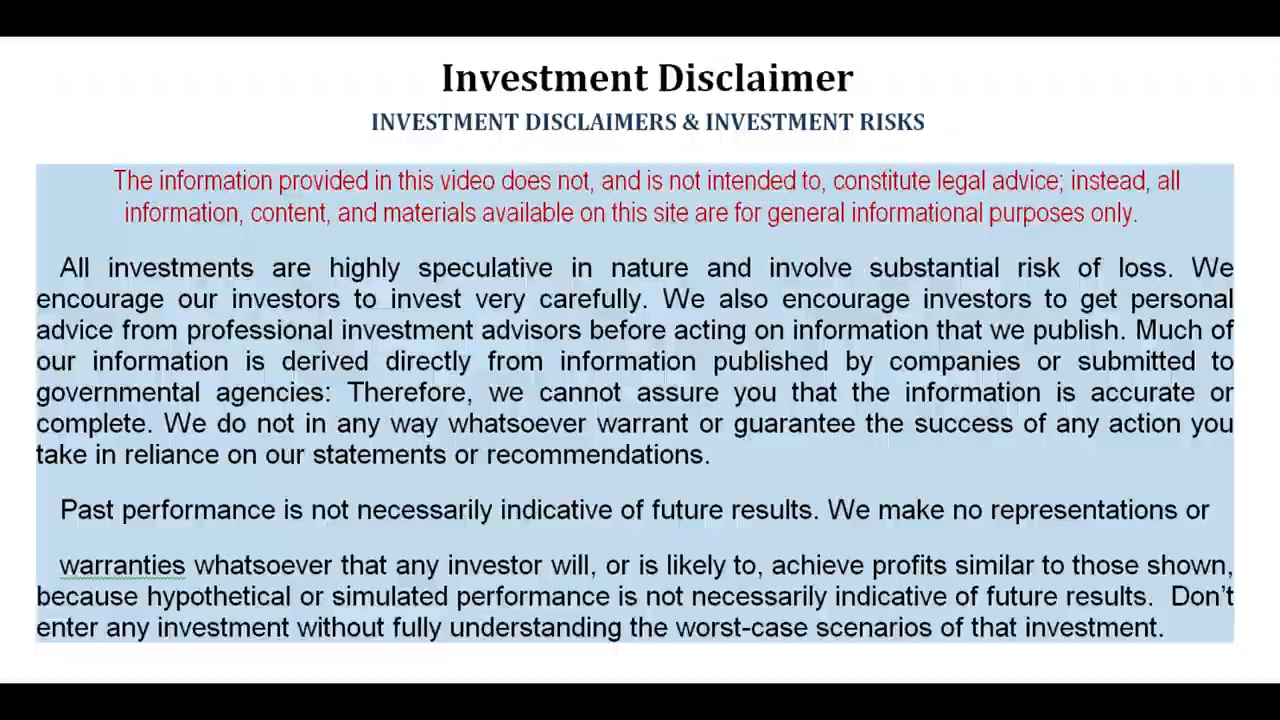 Investment Disclaimer
INVESTMENT DISCLAIMERS & INVESTMENT RISKS
The information provided in this video does not, and is not intended to, constitute legal advice; instead, all
information, content, and materials available on this site are for general informational purposes only.
All investments are highly speculative in nature and involve substantial risk of loss. We
encourage our investors to invest very carefully. We also encourage investors to get personal
advice from professional investment advisors before acting on information that we publish. Much of
our information is derived directly from information published by companies or submitted to
governmental agencies: Therefore, we cannot assure you that the information is accurate or
complete. We do not in any way whatsoever warrant or guarantee the success of any action you
take in reliance on our statements or recommendations.
Past performance is not necessarily indicative of future results. We make no representations or
warranties whatsoever that any investor will, or is likely to, achieve profits similar to those shown,
because hypothetical or simulated performance is not necessarily indicative of future results.  Don’t
enter any investment without fully understanding the worst-case scenarios of that investment.